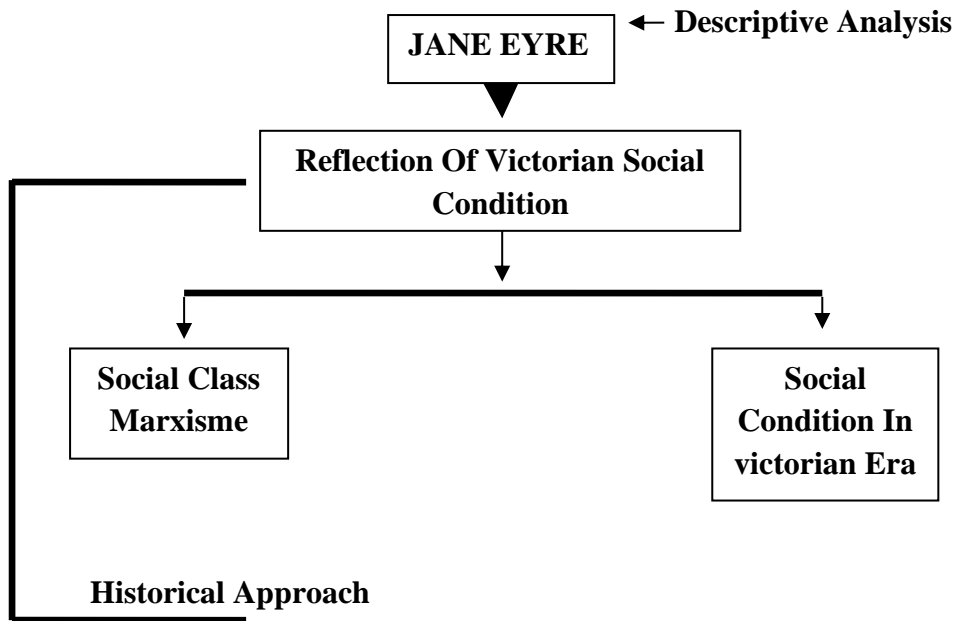 JANE EYRE
Descriptive Analysis
Reflection Of Victorian Social
Condition
Social Class
Marxisme
Social
Condition In
victorian Era
Historical Approach